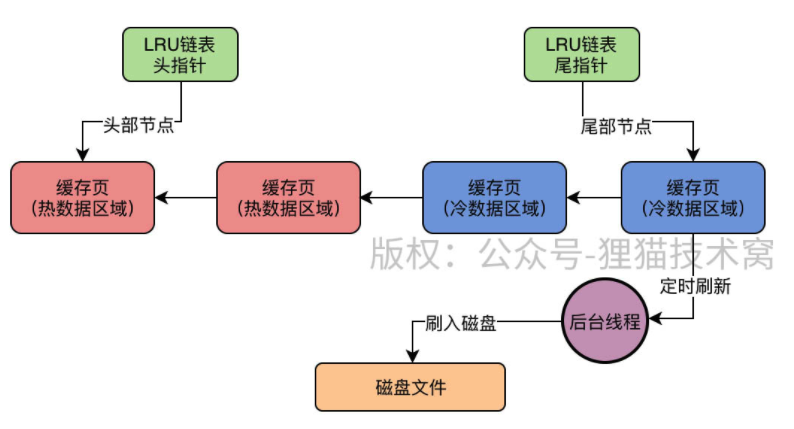 LRU链表
头指针
LRU链表
尾指针
头部节点
尾部节点
缓存页
(热数据区域)
缓存页
(热数据区域)
缓存页
(冷数据区域)
缓存页
(冷数据区域)
版权：公众号-狸猫技术窝
定时刷新
后台线程
刷入磁盘
磁盘文件